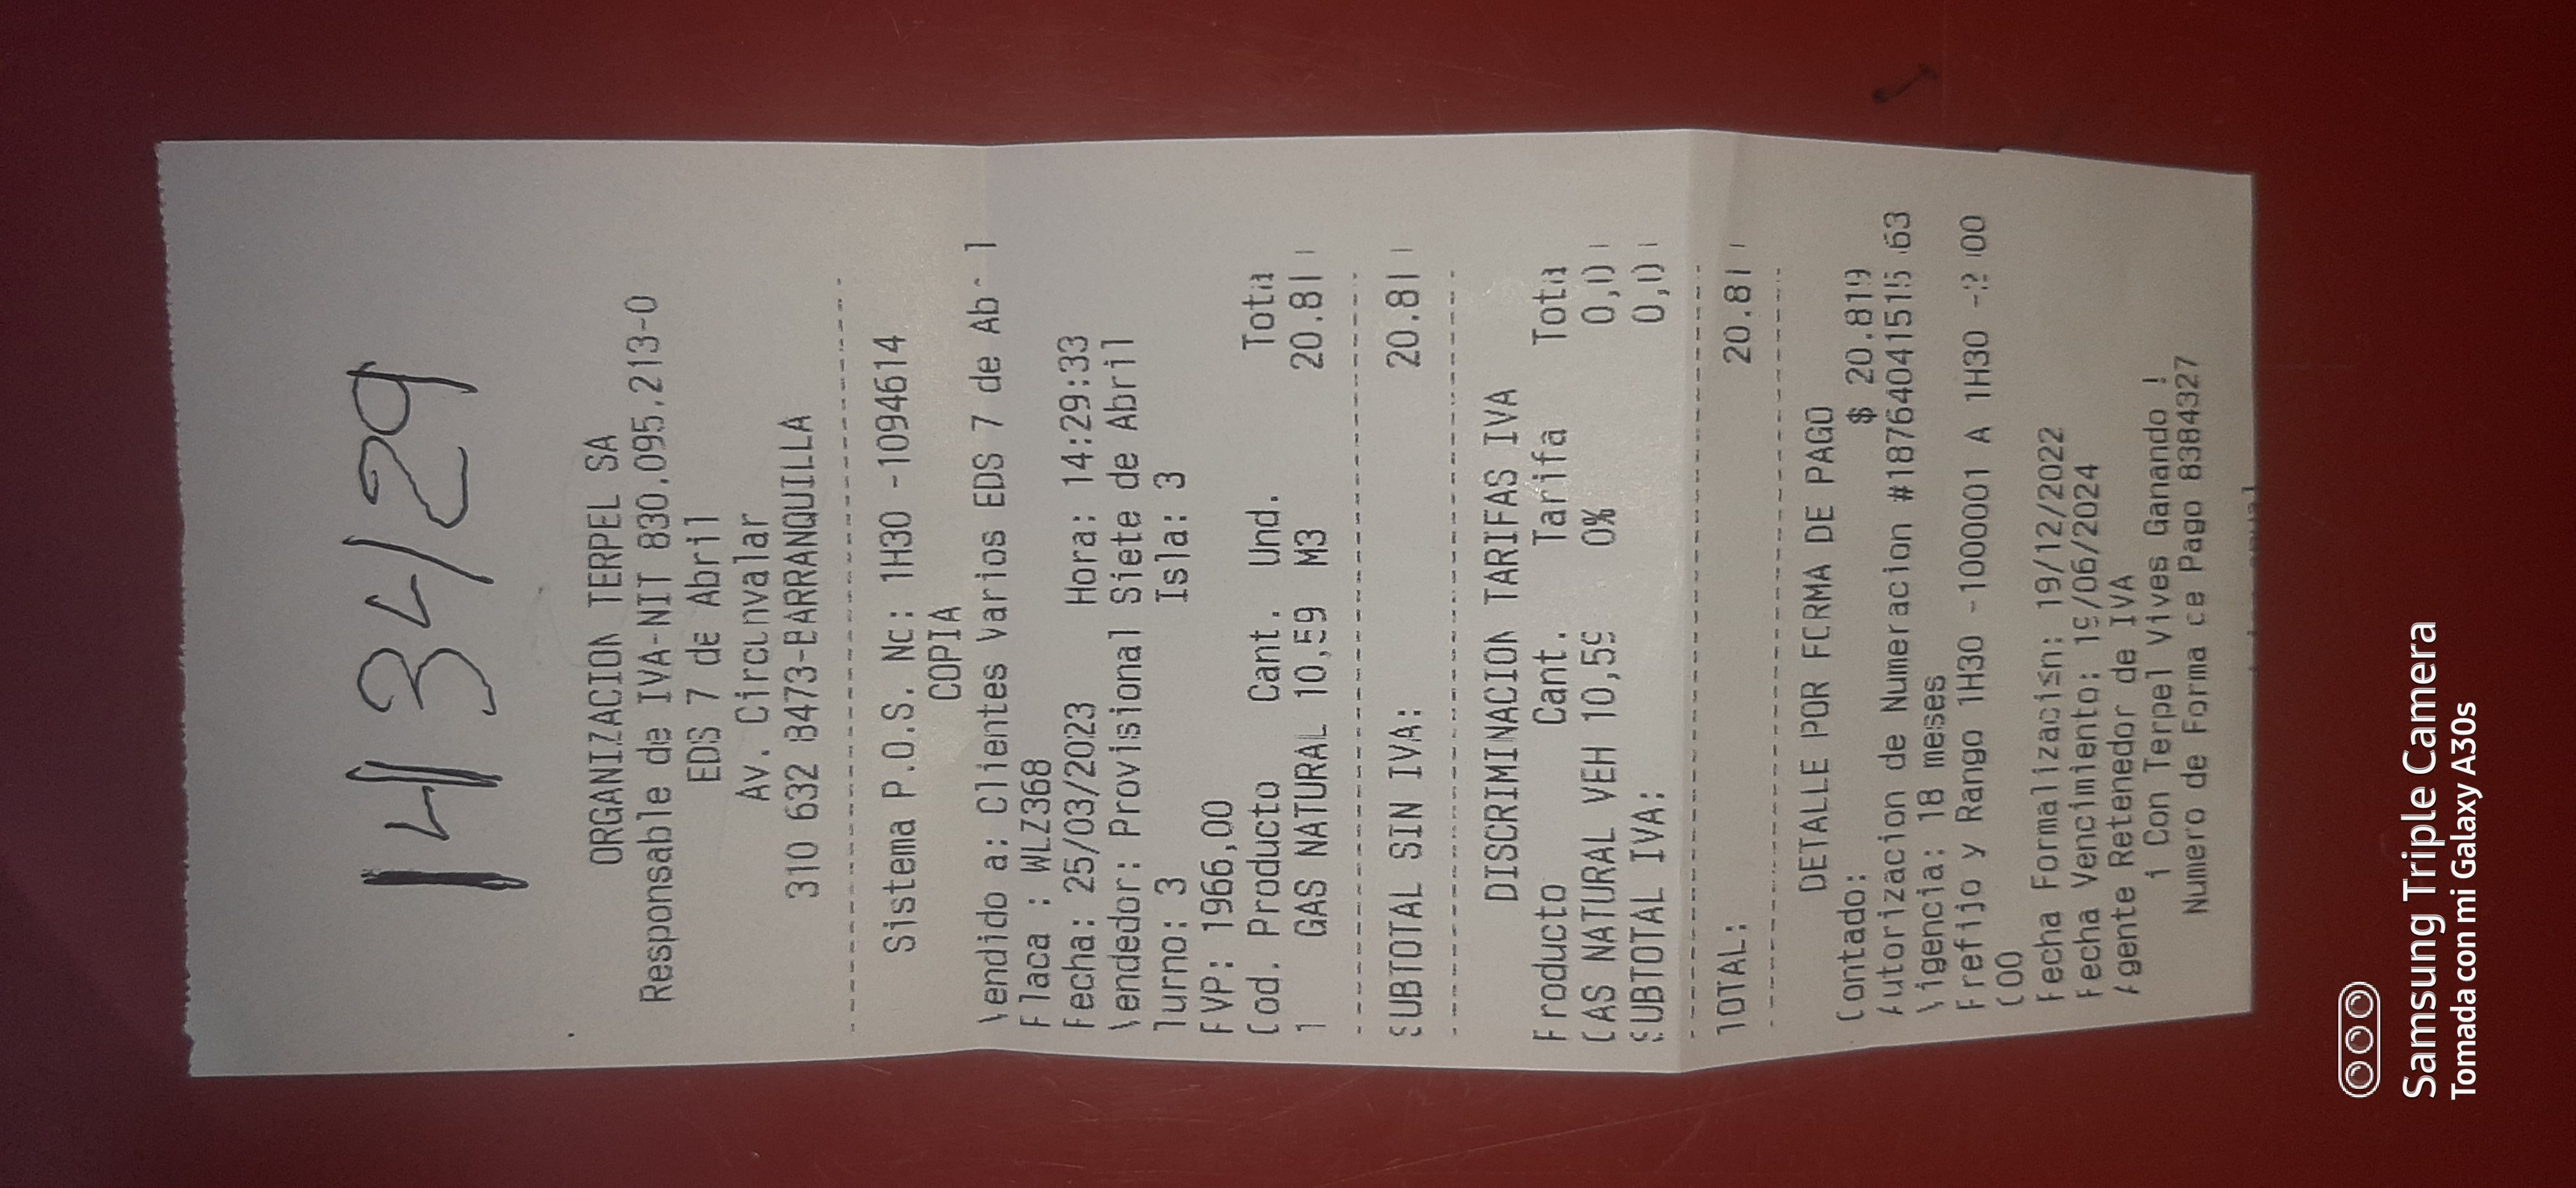 143429
ORGANIZACION TERPEL SA
Responsable de IVA-NIT 830.095.213-0
EDS 7 de Abril
Av. Circunvalar
310 632 8473-BARRANQUILLA
Sistema P.O.S. No: 1H30 -1094614
COPIA
Vendido a: Clientes Varios EDS 7 de Abril
Placa : WLZ368
Fecha: 25/03/2023 Hora: 14:29:33
Vendedor: Provisional Siete de Abril
Turno: 3 Isla: 3
PVP: 1966,00
Cod. Producto Cant. Und. Total
1 GAS NATURAL 10,59 M3 20.81
SUBTOTAL SIN IVA: 20.81
DISCRIMINACION TARIFAS IVA
Producto Cant. Tarifa Total
GAS NATURAL VEH 10,59 0% 0,0
SUBTOTAL IVA: 0,0
TOTAL: 20.81
DETALLE POR FORMA DE PAGO
Contado: $ 20.819
Autorizacion de Numeracion
Vigencia: 18 meses
Prefijo y Rango 1H30 -1000001 A 1H30
Fecha Formalizacisn: 19/12/2022
Fecha Vencimiento: 19/06/2024
Agente Retenedor de IVA
¡ Con Terpel Vives Ganando !
Numero de Forma de Pago 8384327
Samsung Triple Camera
Tomada con mi Galaxy A30s